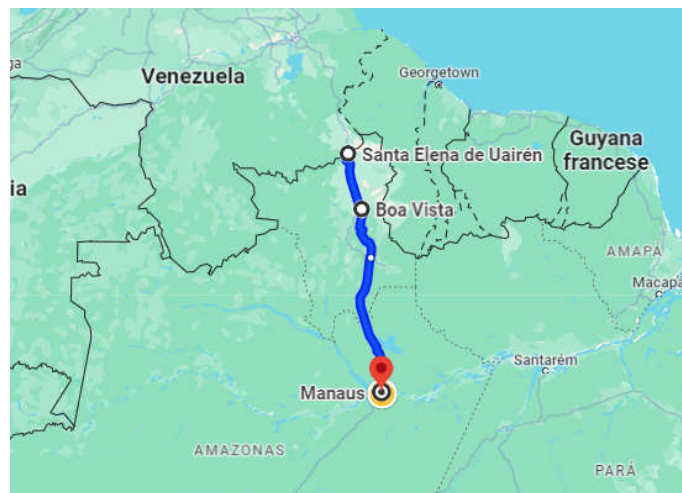 ga
Venezuela
Georgetown
Santa Elena de Uairén
Guyana
francese
ia
Boa Vista
AMAPÁ
Macapá
Santarém
Manaus
AMAZONAS
PARÁ